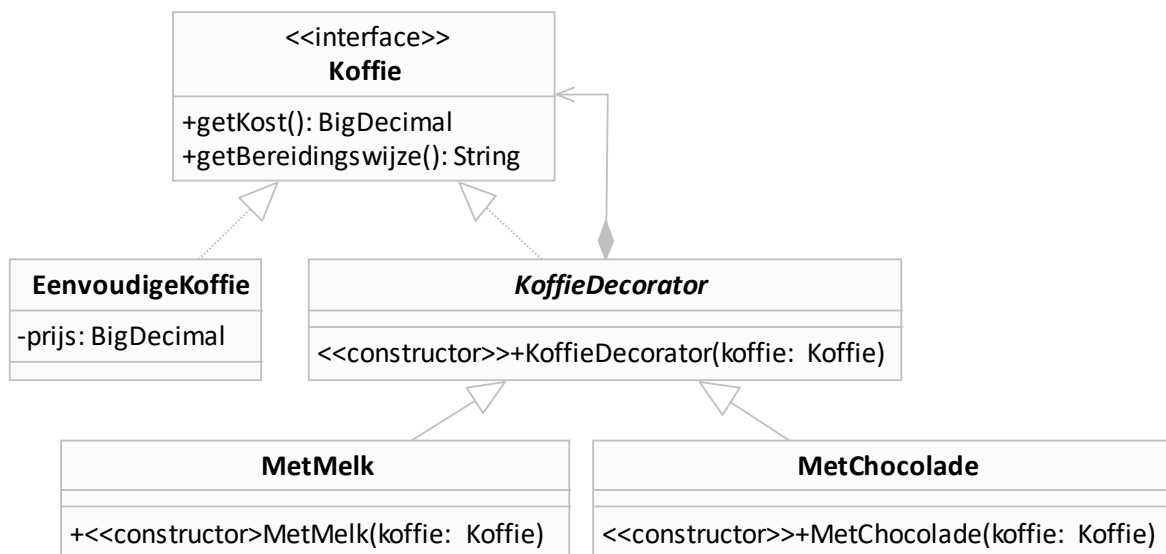 <<interface>>
Koffie
+getKost(): BigDecimal
+getBereidingswijze(): String
EenvoudigeKoffie
-prijs: BigDecimal
KoffieDecorator
<<constructor>>+KoffieDecorator(koffie: Koffie)
MetMelk
+<<constructor>MetMelk(koffie: Koffie)
MetChocolade
<<constructor>>+MetChocolade(koffie: Koffie)